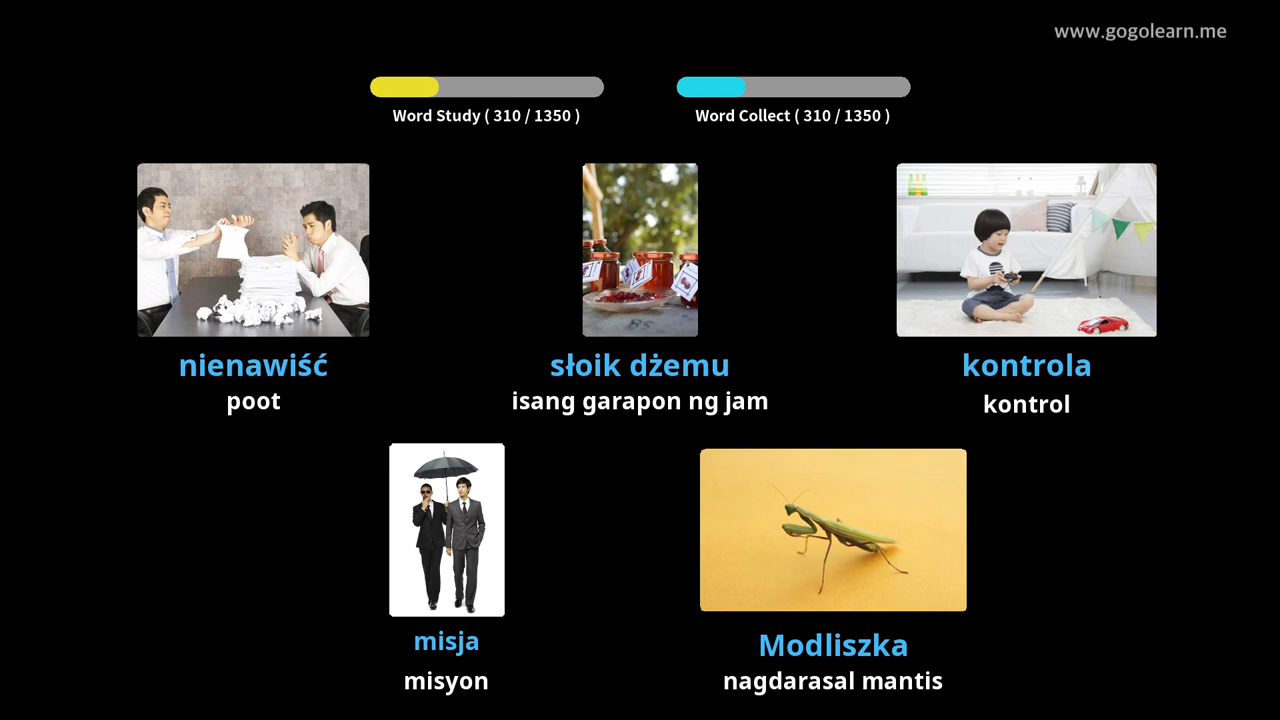 www.gogolearn.me
Word Study ( 310 / 1350 )
Word Collect ( 310 / 1350 )
nienawiść
poot
słoik dżemu
isang garapon ng jam
kontrola
kontrol
misja
misyon
Modliszka
nagdarasal mantis